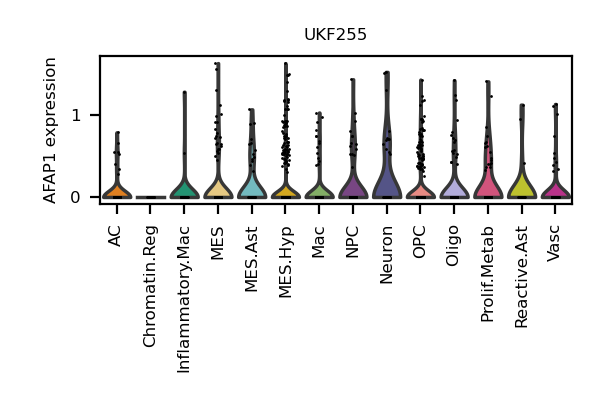 UKF255
AFAP1 expression
1
0
AC
Chromatin.Reg
Inflammatory.Mac
MES
MES.Ast
MES.Hyp
Mac
NPC
Neuron
OPC
Oligo
Prolif.Metab
Reactive.Ast
Vasc